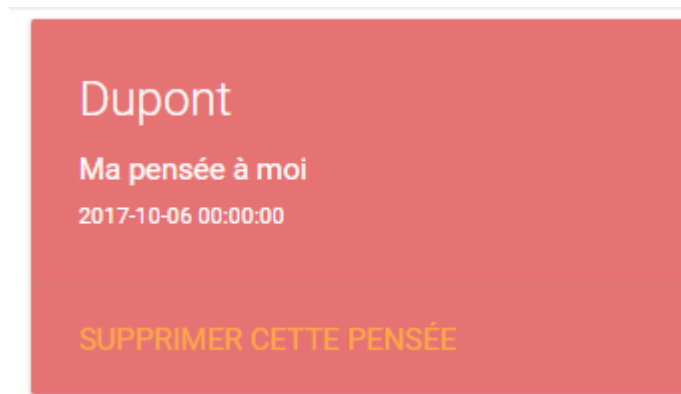 Dupont
Ma pensée à moi
2017-10-06 00:00:00
SUPPRIMER CETTE PENSÉE